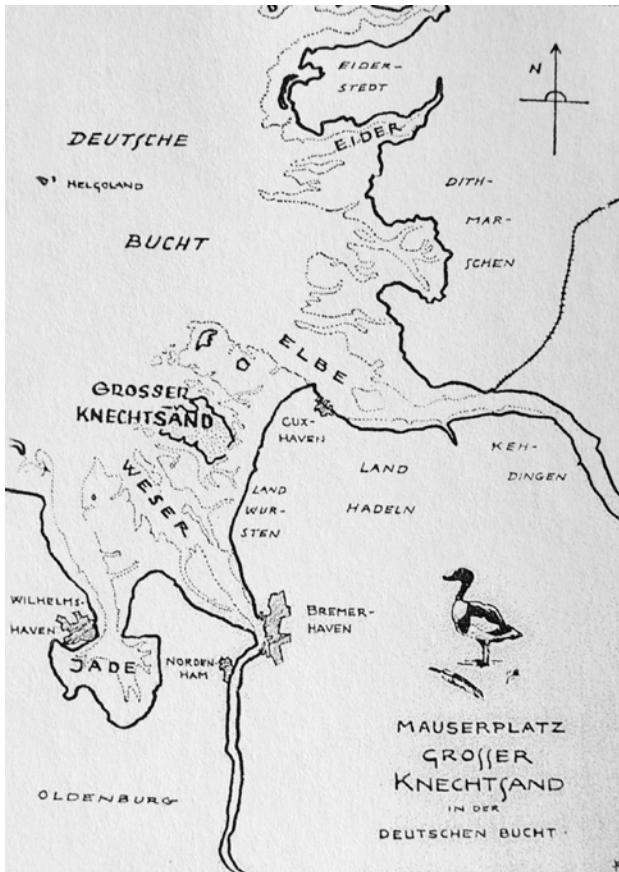 EIDER-
STEDT
N
EIDER
DEUTSCHE
HELGOLAND
DITH-
MAR-
SCHEN
BUCHT
ELBE
GROSSER
KNECHTSAND
CUX-
HAVEN
KEH-
DINGEN
LAND
HADELN
WESER
LAND
WUR-
STEN
WILHELMS-
HAVEN
BREMER-
HAVEN
JADE
NORDEN-
HAM
OLDENBURG
MAUSERPLATZ
GROSSER
KNECHTSAND
IN DER
DEUTSCHEN BUCHT.